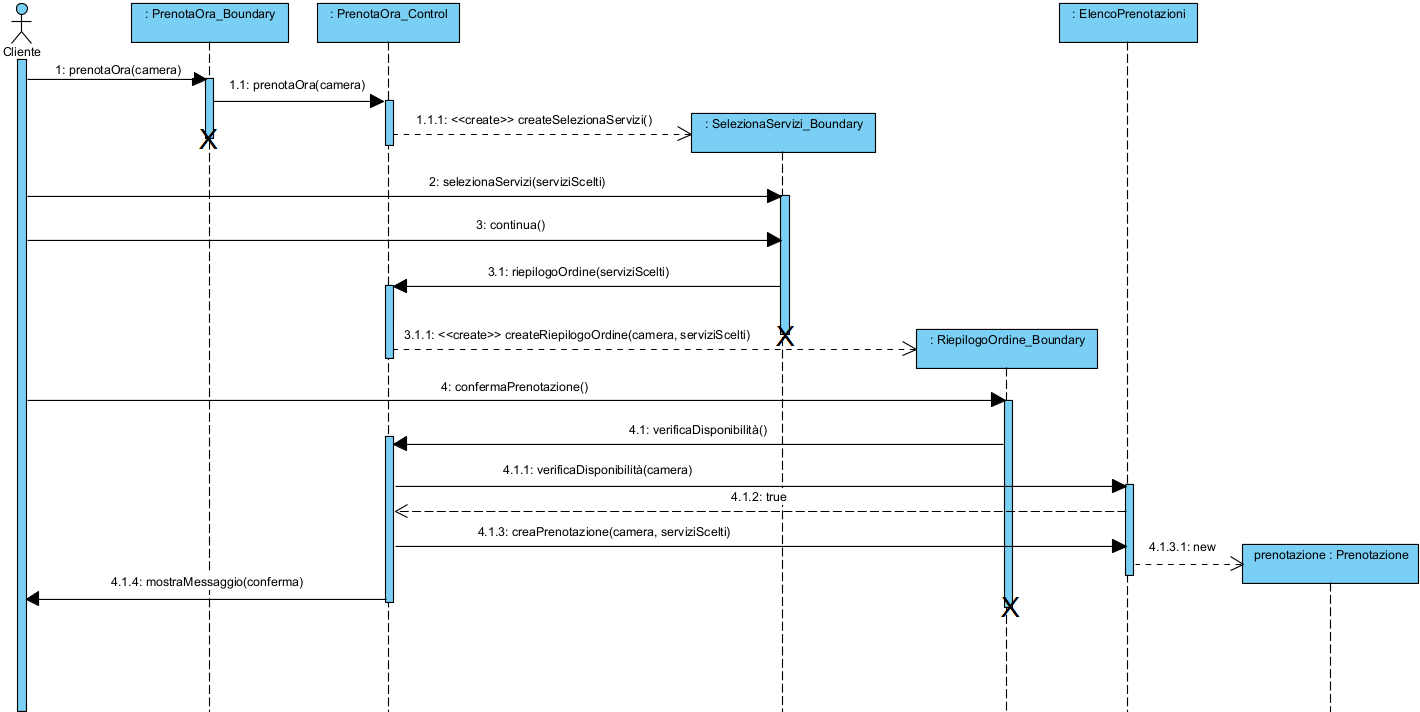 : PrenotaOra_Boundary
: PrenotaOra_Control
: ElencoPrenotazioni
Cliente
1: prenotaOra(camera)
1.1: prenotaOra(camera)
1.1.1: <<create>> createSelezionaServizi()
: SelezionaServizi_Boundary
2: selezionaServizi(serviziScelti)
3: continua()
3.1: riepilogoOrdine(serviziScelti)
3.1.1: <<create>> createRiepilogoOrdine(camera, serviziScelti)
: RiepilogoOrdine_Boundary
4: confermaPrenotazione()
4.1: verificaDisponibilità()
4.1.1: verificaDisponibilità(camera)
4.1.2: true
4.1.3: creaPrenotazione(camera, serviziScelti)
4.1.3.1: new
prenotazione : Prenotazione
4.1.4: mostraMessaggio(conferma)